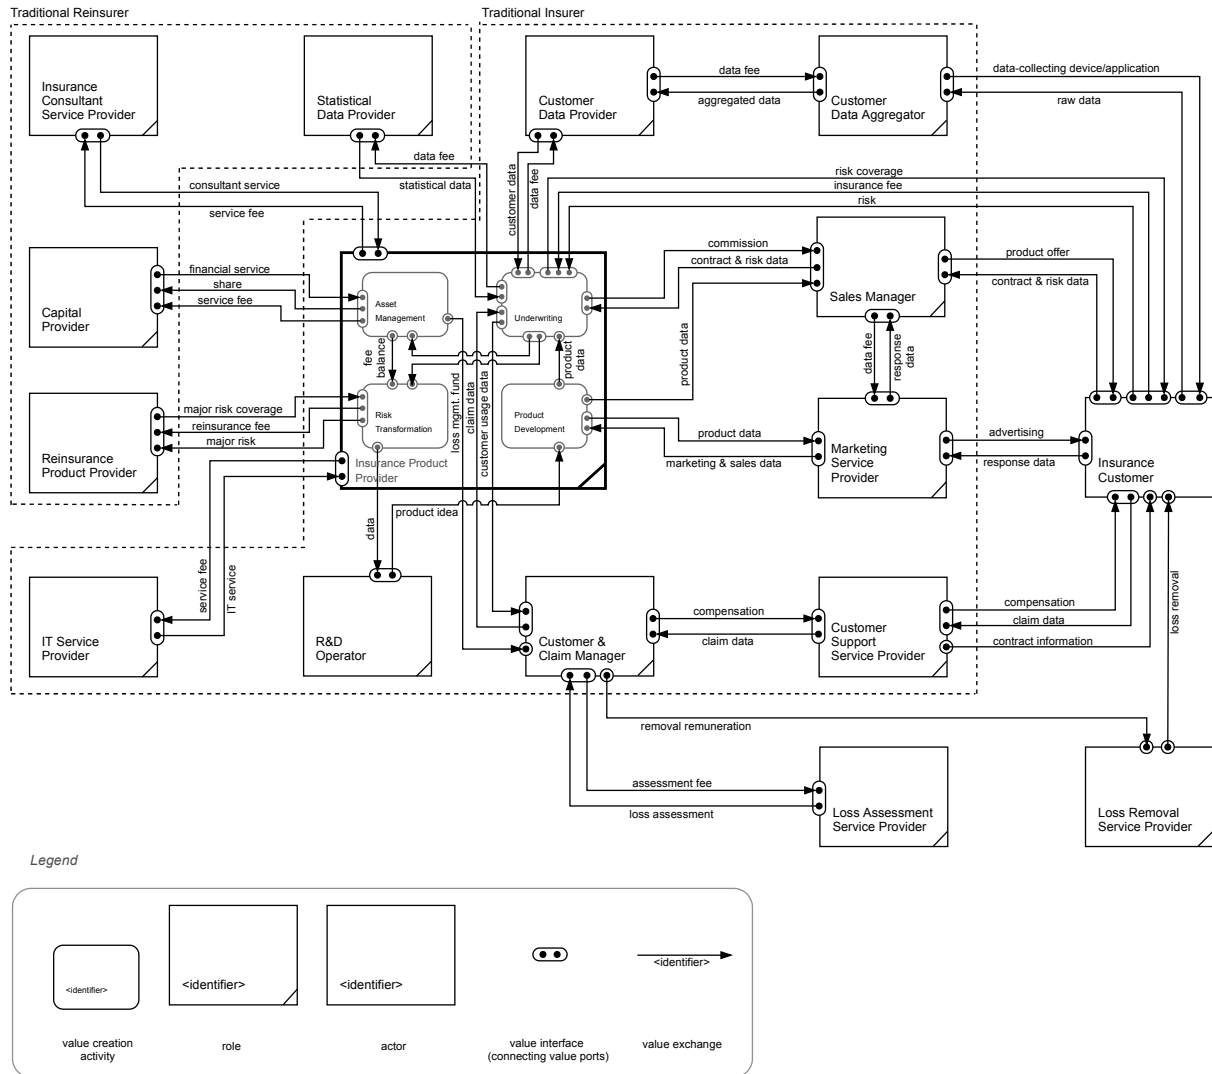 Traditional Reinsurer
Traditional Insurer
Insurance
Consultant
Service Provider
Statistical
Data Provider
Customer
Data Provider
data fee
aggregated data
Customer
Data Aggregator
data-collecting device/application
raw data
data fee
statistical data
consultant service
service fee
customer data
data fee
risk coverage
insurance fee
risk
Capital
Provider
financial service
share
service fee
Asset
Management
Underwriting
commission
contract & risk data
Sales Manager
product offer
contract & risk data
fee
balance
product
data
product data
data fee
response
data
loss mgmt. fund
claim data
customer usage data
Reinsurance
Product Provider
major risk coverage
reinsurance fee
major risk
Risk
Transformation
Product
Development
Insurance Product
Provider
product data
marketing & sales data
Marketing
Service
Provider
advertising
response data
Insurance
Customer
data
product idea
service fee
IT service
IT Service
Provider
R&D
Operator
Customer &
Claim Manager
compensation
claim data
Customer
Support
Service Provider
compensation
claim data
contract information
loss removal
removal remuneration
assessment fee
loss assessment
Loss Assessment
Service Provider
Loss Removal
Service Provider
Legend
<identifier>
<identifier>
<identifier>
<identifier>
value creation
activity
role
actor
value interface
(connecting value ports)
value exchange